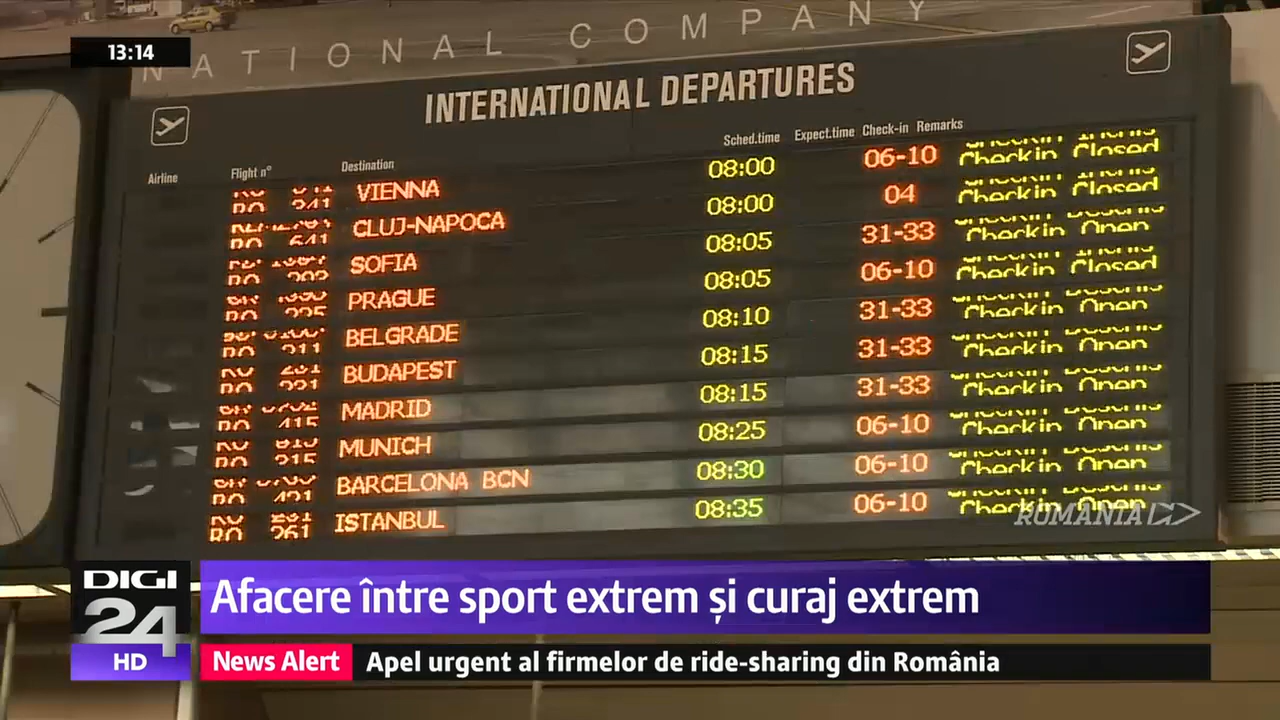 13:14
NATIONAL COMPANY
INTERNATIONAL DEPARTURES
Airline Flight nº Destination Sched.time Expect.time Check-in Remarks
VIENNA 08:00 06-10 Checkin Closed
CLUJ-NAPOCA 08:00 04 Checkin Closed
SOFIA 08:05 31-33 Checkin Open
PRAGUE 08:05 06-10 Checkin Closed
BELGRADE 08:10 31-33 Checkin Open
BUDAPEST 08:15 31-33 Checkin Open
MADRID 08:15 31-33 Checkin Open
MUNICH 08:25 06-10 Checkin Open
BARCELONA BCN 08:30 06-10 Checkin Open
RO 261 ISTANBUL 08:35 06-10 Checkin Open
ROMANIA
DIGI
24
HD
Afacere între sport extrem și curaj extrem
News Alert Apel urgent al firmelor de ride-sharing din România